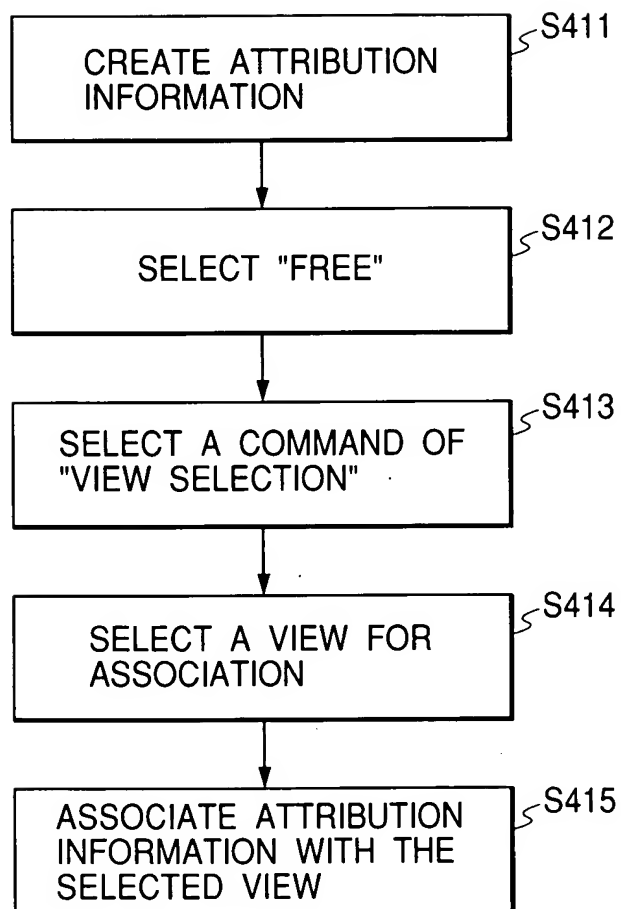 S411
CREATE ATTRIBUTION
INFORMATION
S412
SELECT "FREE"
S413
SELECT A COMMAND OF
"VIEW SELECTION"
S414
SELECT A VIEW FOR
ASSOCIATION
S415
ASSOCIATE ATTRIBUTION
INFORMATION WITH THE
SELECTED VIEW